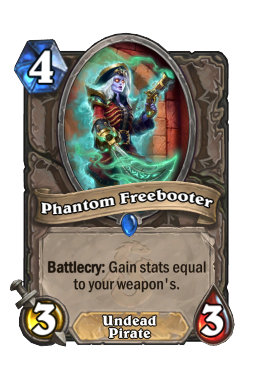 4
Phantom Freebooter
Battlecry: Gain stats equal
to your weapon's.
3
Undead
Pirate
3